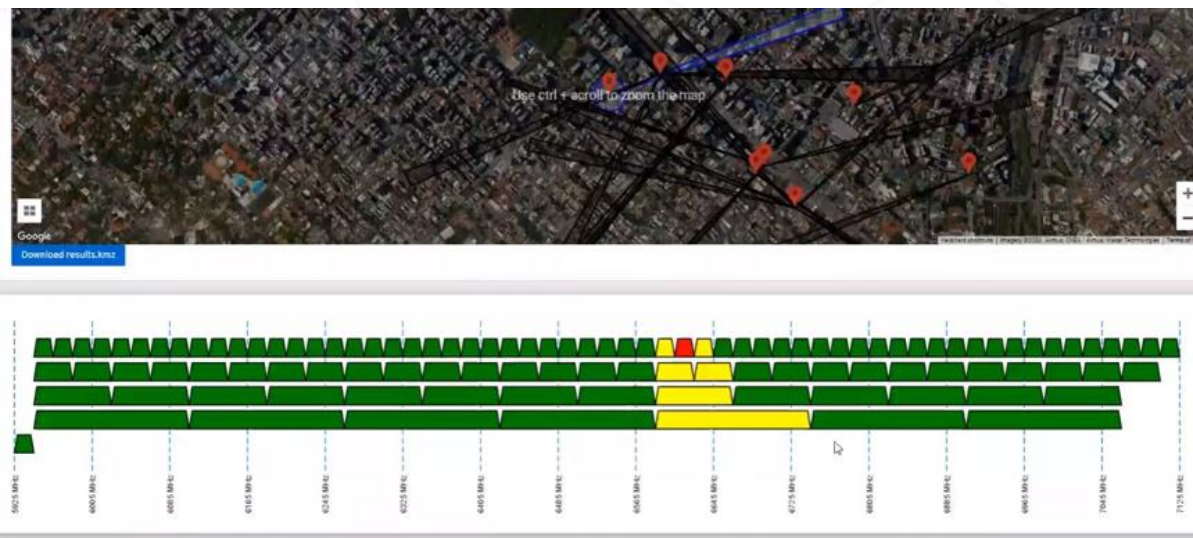 Use ctrl + scroll to zoom the map
Google
Download results.kmz
5925 MHz
6005 MHz
6085 MHz
6165 MHz
6245 MHz
6325 MHz
6405 MHz
6485 MHz
6565 MHz
6645 MHz
6725 MHz
6805 MHz
6885 MHz
6965 MHz
7045 MHz
7125 MHz